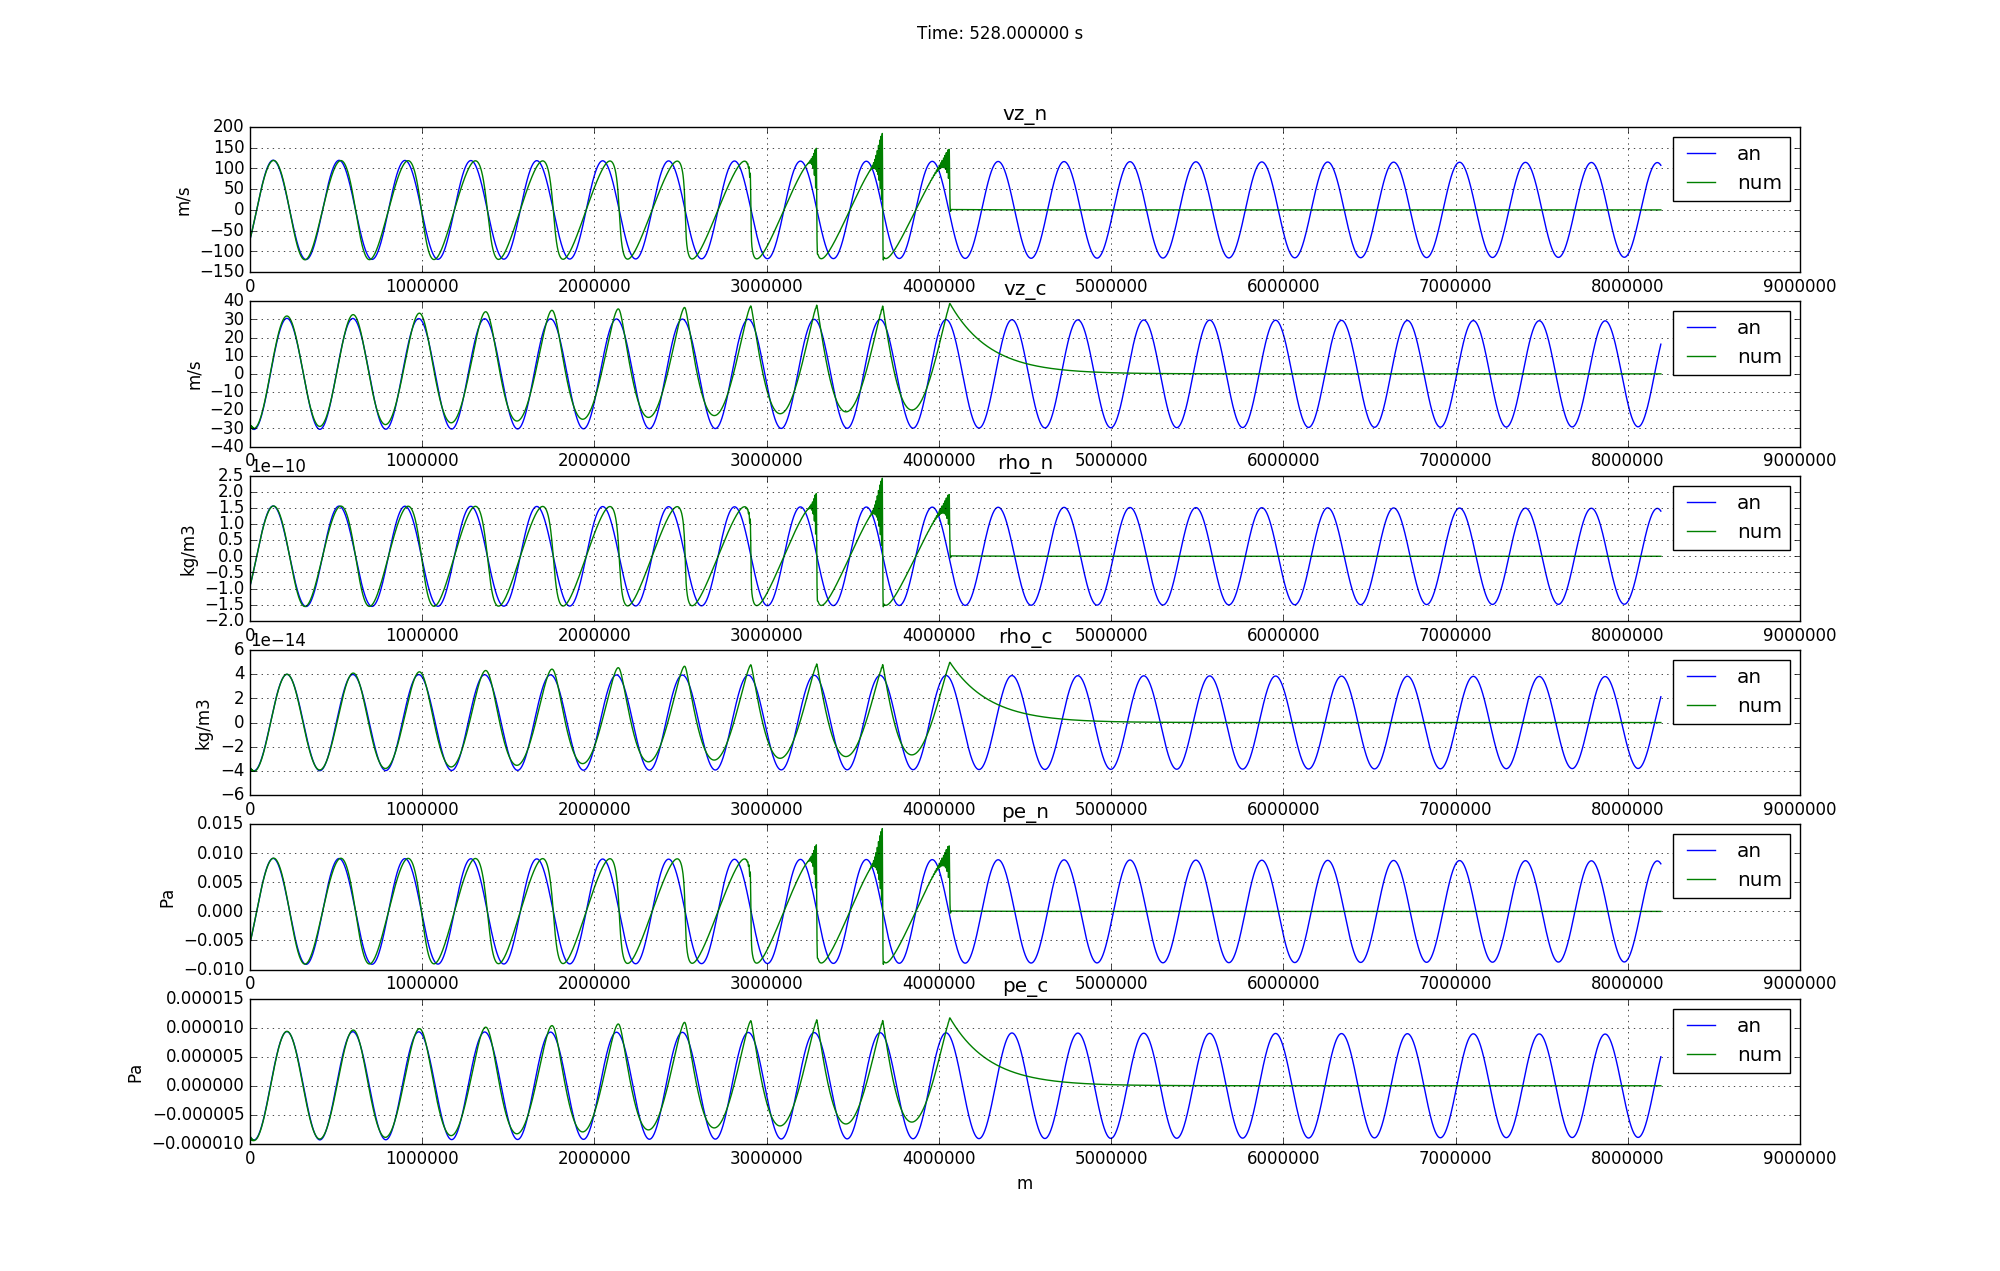 Time: 528.000000 s
vz_n
200
150
100
50
0
−50
−100
−150
m/s
an
num
0 1000000 2000000 3000000 4000000 5000000 6000000 7000000 8000000 9000000
vz_c
40
30
20
10
0
−10
−20
−30
−40
m/s
an
num
0 1000000 2000000 3000000 4000000 5000000 6000000 7000000 8000000 9000000
1e−10
rho_n
2.5
2.0
1.5
1.0
0.5
0.0
−0.5
−1.0
−1.5
−2.0
kg/m3
an
num
0 1000000 2000000 3000000 4000000 5000000 6000000 7000000 8000000 9000000
1e−14
rho_c
6
4
2
0
−2
−4
−6
kg/m3
an
num
0 1000000 2000000 3000000 4000000 5000000 6000000 7000000 8000000 9000000
pe_n
0.015
0.010
0.005
0.000
−0.005
−0.010
Pa
an
num
0 1000000 2000000 3000000 4000000 5000000 6000000 7000000 8000000 9000000
pe_c
0.000015
0.000010
0.000005
0.000000
−0.000005
−0.000010
Pa
an
num
0 1000000 2000000 3000000 4000000 5000000 6000000 7000000 8000000 9000000
m